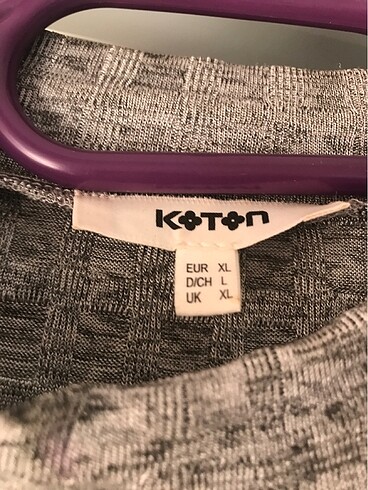 KOTON
EUR XL
D/CH L
UK XL